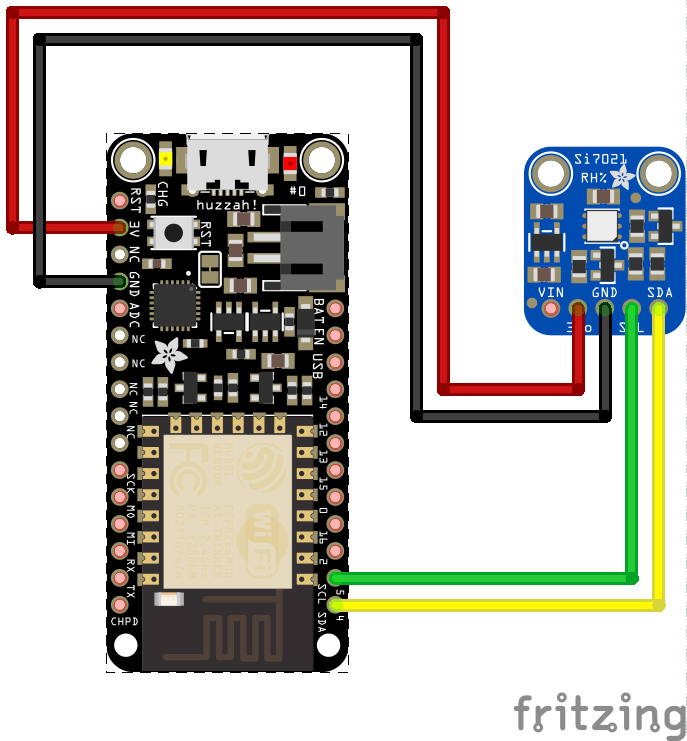 CHG
#0
huzzah!
RST
3V
NC
GND
ADC
NC
NC
NC
NC
NC
SCK
MO
MI
RX
TX
CHPD
RST
BAT
EN
USB
14
12
13
15
0
16
2
SCL
5
SDA
4
FC
WiFi
Si7021
RH%
VIN
GND
SDA
fritzing